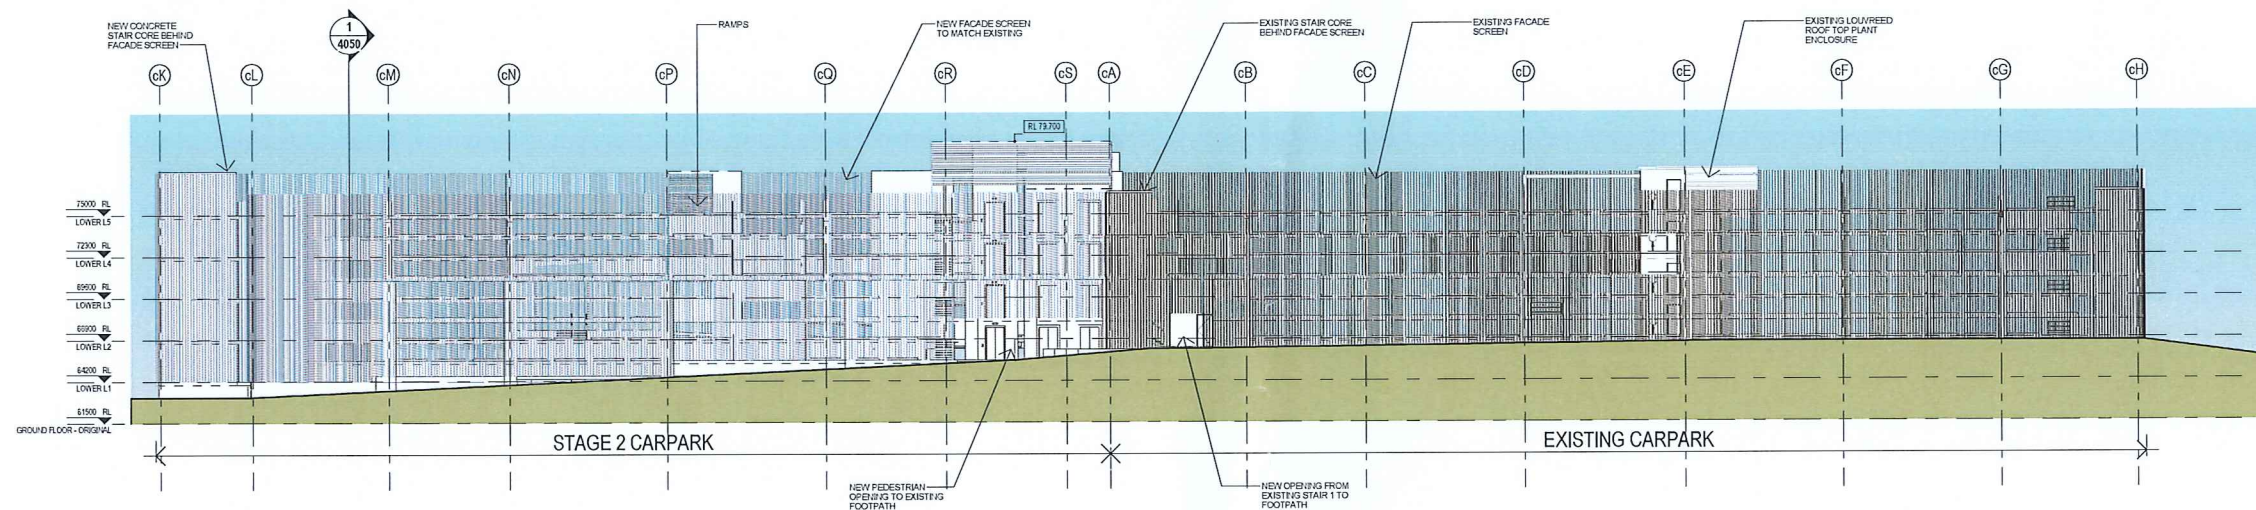 NEW CONCRETE
STAIR CORE BEHIND
FACADE SCREEN
1
4050
RAMPS
NEW FACADE SCREEN
TO MATCH EXISTING
EXISTING STAIR CORE
BEHIND FACADE SCREEN
EXISTING FACADE
SCREEN
EXISTING LOUVREED
ROOF TOP PLANT
ENCLOSURE
cK
cL
cM
cN
cP
cQ
cR
cS
cA
cB
cC
cD
cE
cF
cG
cH
RL 79.700
75000 RL
LOWER L5
72300 RL
LOWER L4
69600 RL
LOWER L3
66900 RL
LOWER L2
64200 RL
LOWER L1
61500 RL
GROUND FLOOR - ORIGINAL
STAGE 2 CARPARK
EXISTING CARPARK
NEW PEDESTRIAN
OPENING TO EXISTING
FOOTPATH
NEW OPENING FROM
EXISTING STAIR 1 TO
FOOTPATH